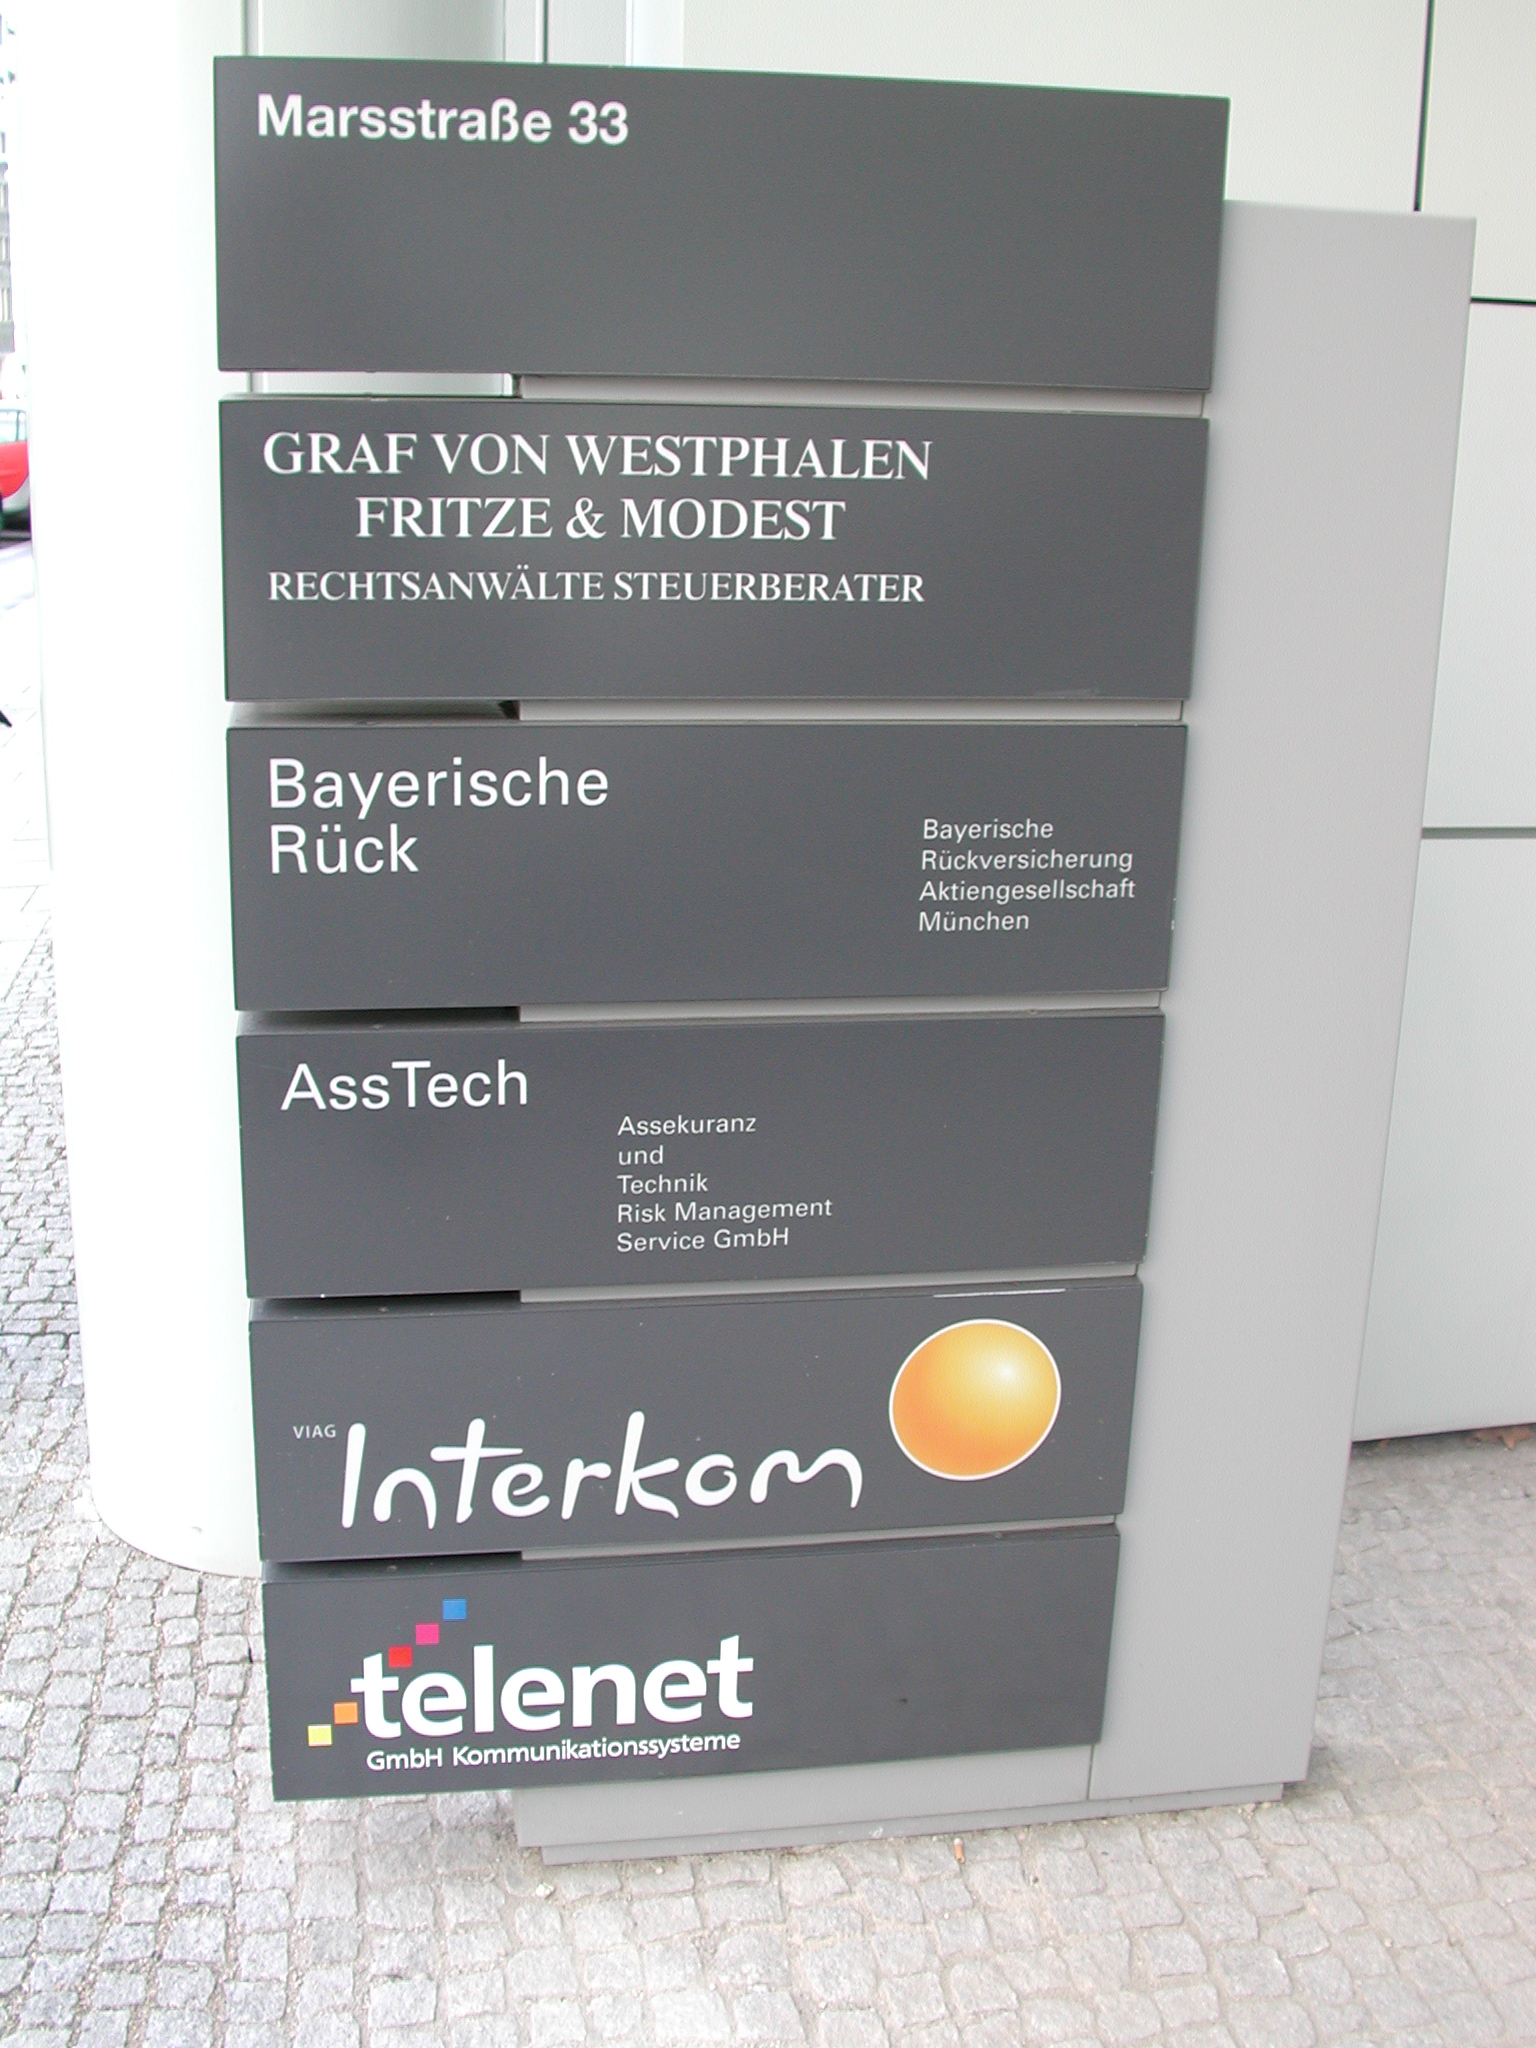 Marsstraße 33
GRAF VON WESTPHALEN
FRITZE & MODEST
RECHTSANWÄLTE STEUERBERATER
Bayerische
Rück
Bayerische
Rückversicherung
Aktiengesellschaft
München
AssTech
Assekuranz
und
Technik
Risk Management
Service GmbH
VIAG Interkom
telenet
GmbH Kommunikationssysteme